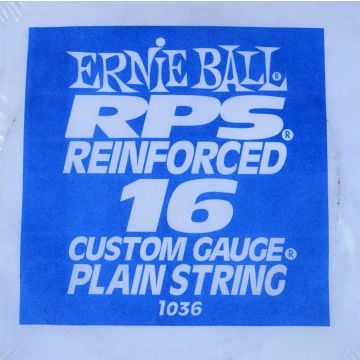 ERNIE BALL®
RPS®
REINFORCED
16
CUSTOM GAUGE®
PLAIN STRING
1036